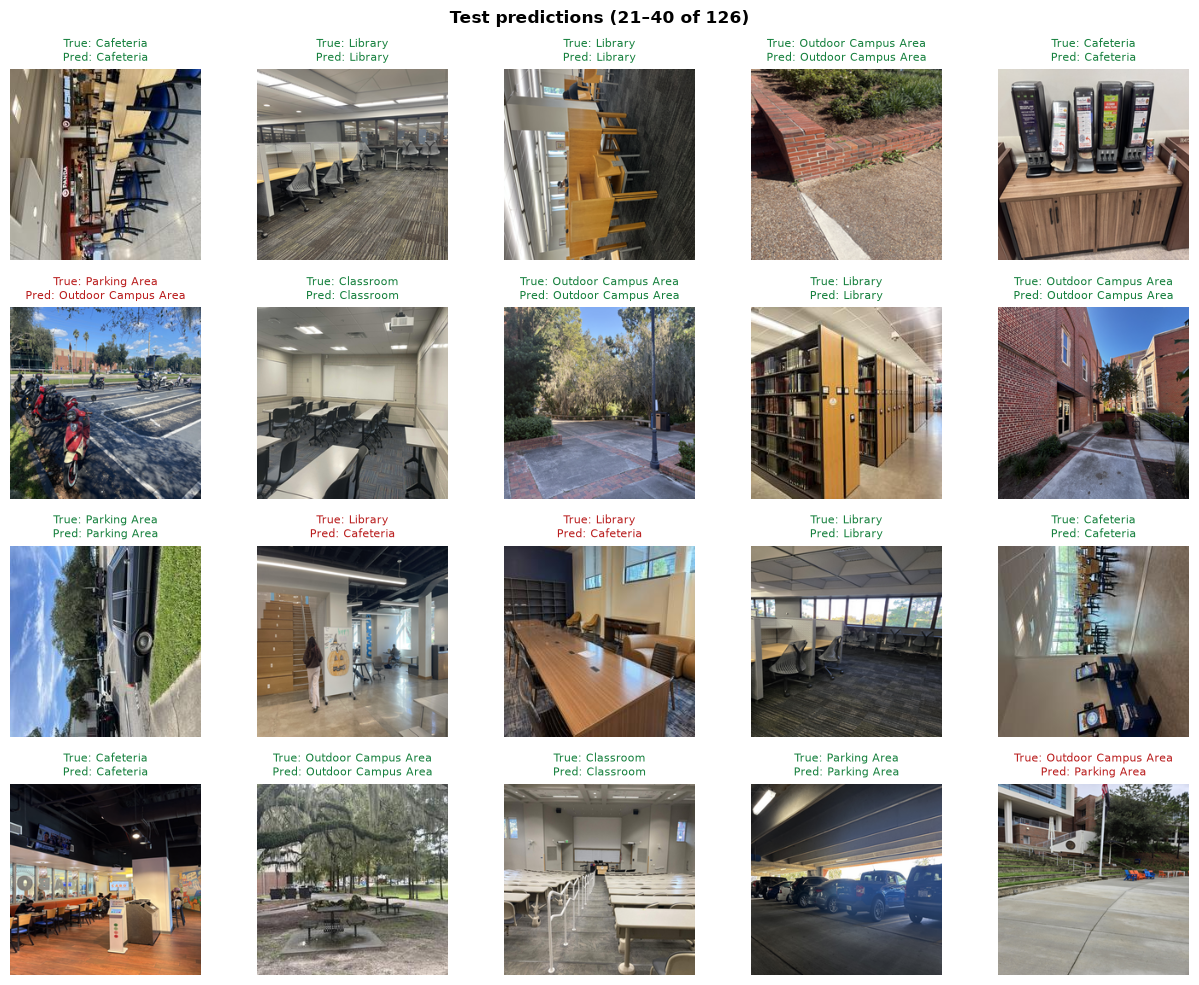 Test predictions (21–40 of 126)
True: Cafeteria
Pred: Cafeteria
True: Library
Pred: Library
True: Library
Pred: Library
True: Outdoor Campus Area
Pred: Outdoor Campus Area
True: Cafeteria
Pred: Cafeteria
PANDA
True: Parking Area
Pred: Outdoor Campus Area
True: Classroom
Pred: Classroom
True: Outdoor Campus Area
Pred: Outdoor Campus Area
True: Library
Pred: Library
True: Outdoor Campus Area
Pred: Outdoor Campus Area
True: Parking Area
Pred: Parking Area
True: Library
Pred: Cafeteria
True: Library
Pred: Cafeteria
True: Library
Pred: Library
True: Cafeteria
Pred: Cafeteria
True: Cafeteria
Pred: Cafeteria
True: Outdoor Campus Area
Pred: Outdoor Campus Area
True: Classroom
Pred: Classroom
True: Parking Area
Pred: Parking Area
True: Outdoor Campus Area
Pred: Parking Area